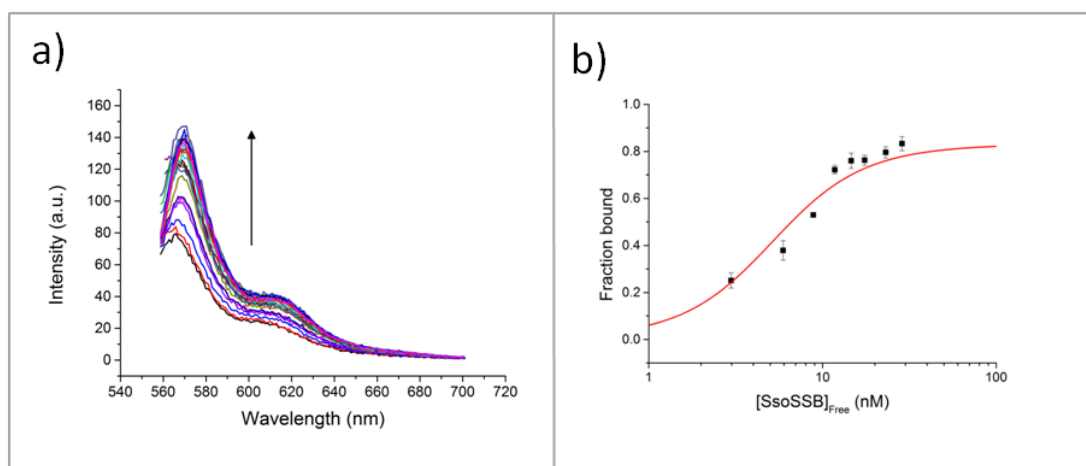 a)
160
140
120
100
80
60
40
20
0
Intensity (a.u.)
540 560 580 600 620 640 660 680 700 720
Wavelength (nm)
b)
1.0
0.8
0.6
0.4
0.2
0.0
Fraction bound
1 10 100
[SsoSSB]Free (nM)